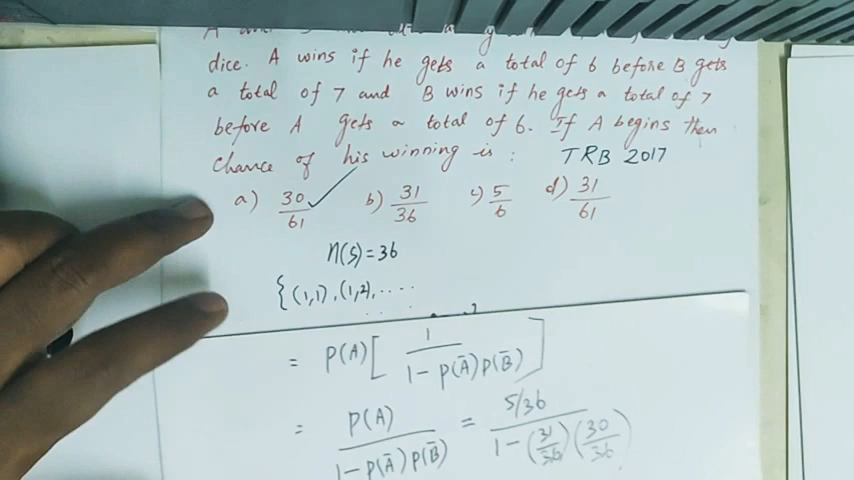 dice. A wins if he gets a total of 6 before B gets
a total of 7 and B wins if he gets a total of 7
before A gets a total of 6. If A begins then
chance of his winning is : TRB 2017
a) 30/61 ✓ b) 31/36 c) 5/6 d) 31/61
n(s) = 36
{(1,1), (1,2), ....
= P(A) [ 1 / 1 - P(Ā) P(B̄) ]
= P(A) / 1 - P(Ā) P(B̄) = 5/36 / 1 - (31/36) (30/36)